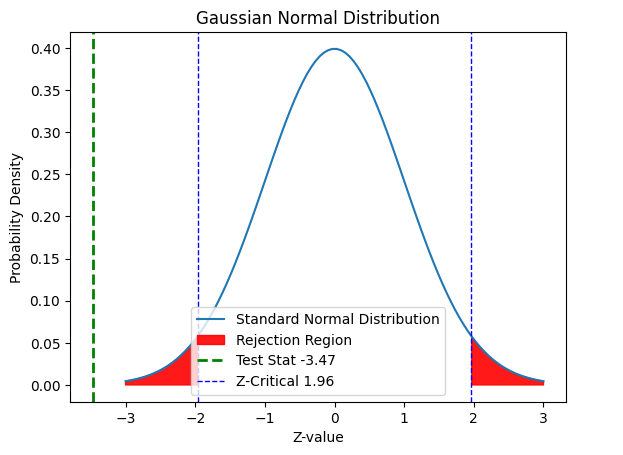 Gaussian Normal Distribution
Probability Density
0.40
0.35
0.30
0.25
0.20
0.15
0.10
0.05
0.00
Standard Normal Distribution
Rejection Region
Test Stat -3.47
Z-Critical 1.96
−3 −2 −1 0 1 2 3
Z-value